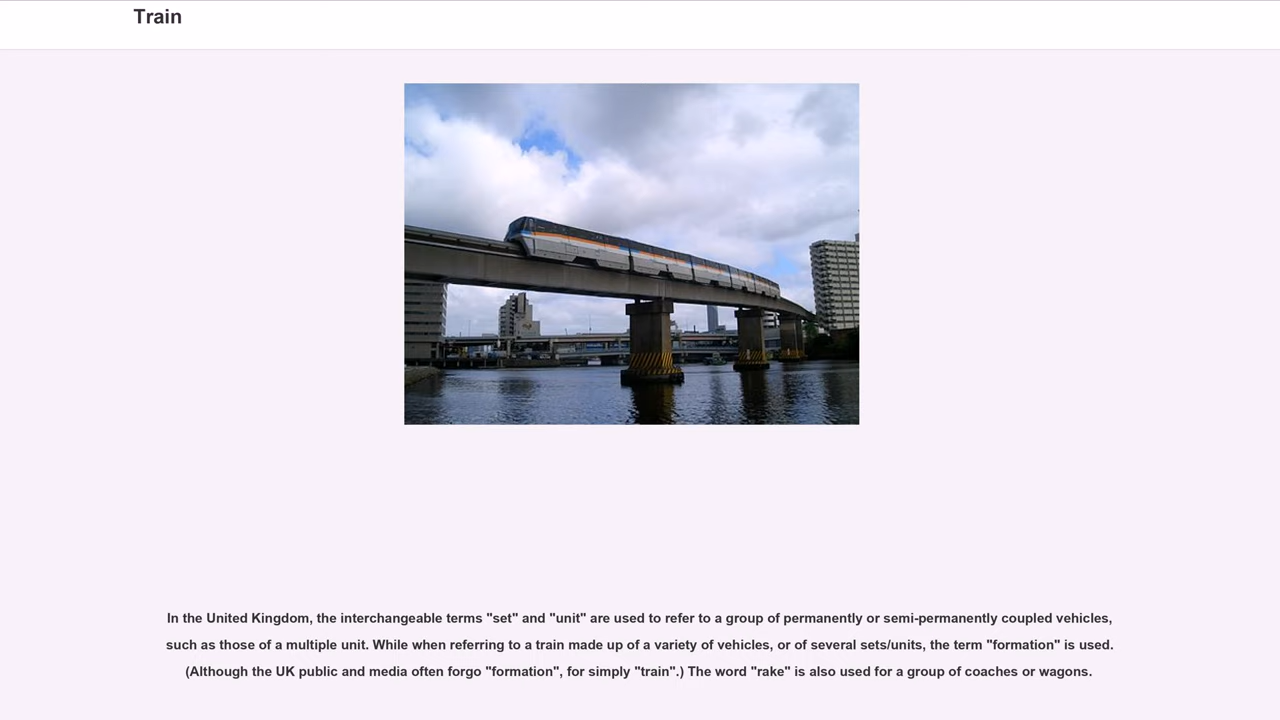 Train
In the United Kingdom, the interchangeable terms "set" and "unit" are used to refer to a group of permanently or semi-permanently coupled vehicles,
such as those of a multiple unit. While when referring to a train made up of a variety of vehicles, or of several sets/units, the term "formation" is used.
(Although the UK public and media often forgo "formation", for simply "train".) The word "rake" is also used for a group of coaches or wagons.